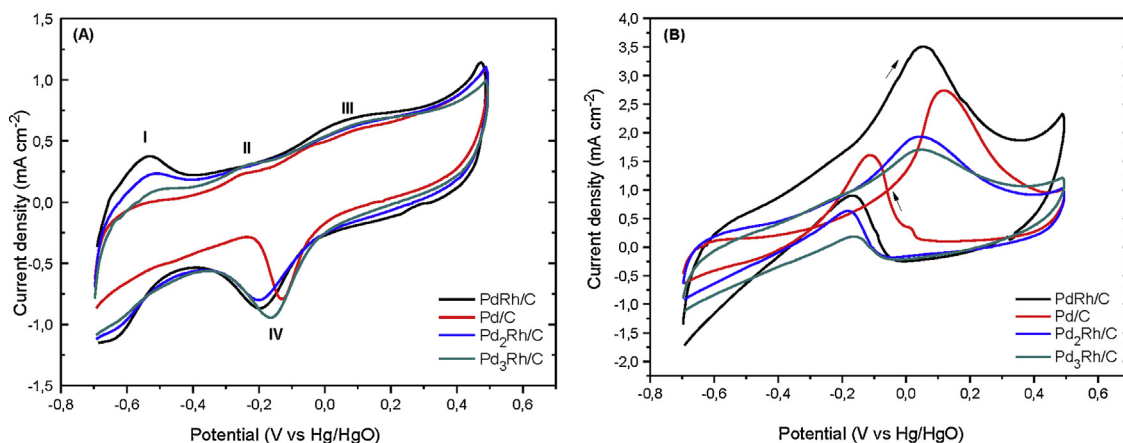 (A)
1,5
1,0
0,5
0,0
-0,5
-1,0
-1,5
Current density (mA cm⁻²)
I
II
III
IV
PdRh/C
Pd/C
Pd₂Rh/C
Pd₃Rh/C
-0,8
-0,6
-0,4
-0,2
0,0
0,2
0,4
0,6
Potential (V vs Hg/HgO)
(B)
4,0
3,5
3,0
2,5
2,0
1,5
1,0
0,5
0,0
-0,5
-1,0
-1,5
-2,0
Current density (mA cm⁻²)
PdRh/C
Pd/C
Pd₂Rh/C
Pd₃Rh/C
-0,8
-0,6
-0,4
-0,2
0,0
0,2
0,4
0,6
Potential (V vs Hg/HgO)